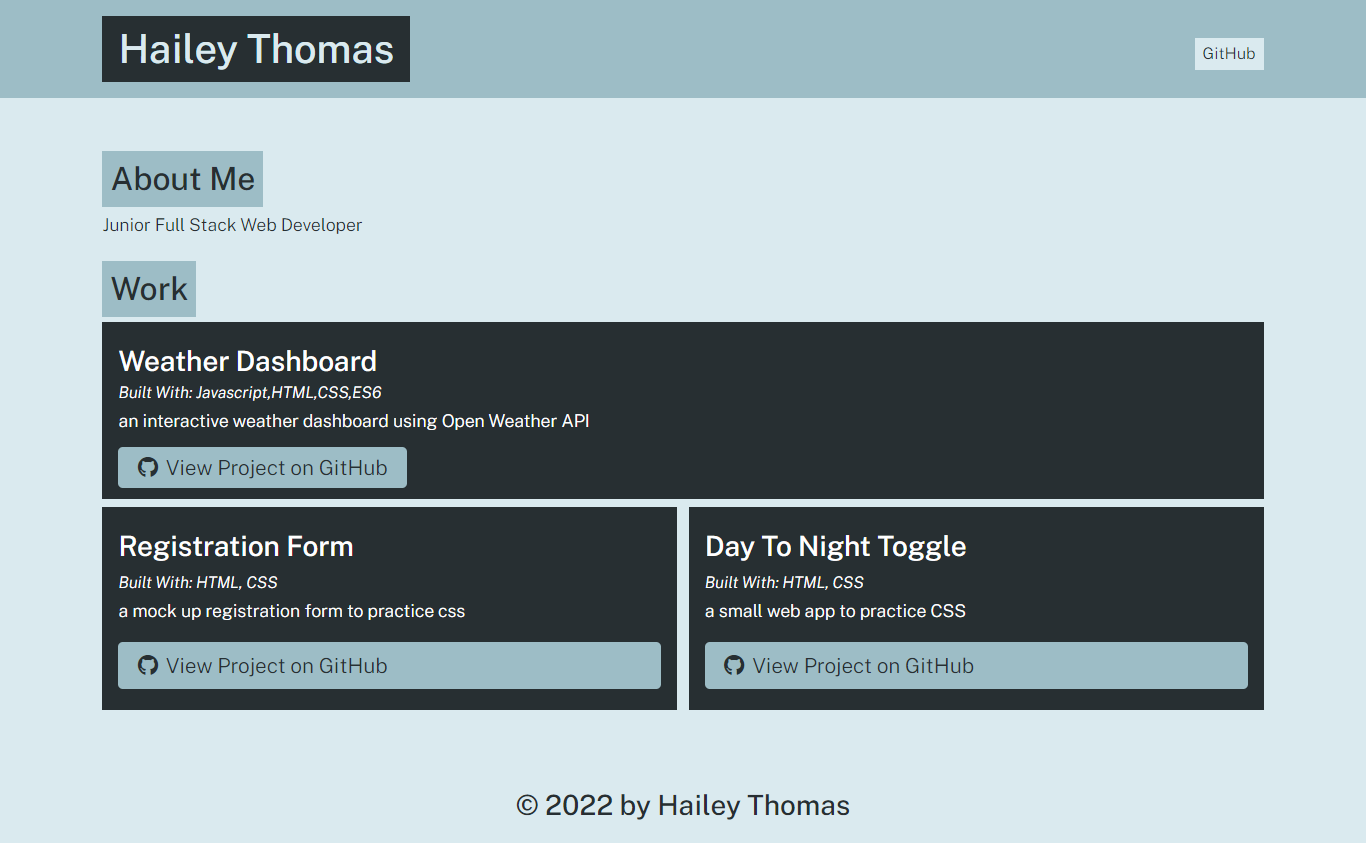 Hailey Thomas
GitHub
About Me
Junior Full Stack Web Developer
Work
Weather Dashboard
Built With: Javascript,HTML,CSS,ES6
an interactive weather dashboard using Open Weather API
View Project on GitHub
Registration Form
Built With: HTML, CSS
a mock up registration form to practice css
View Project on GitHub
Day To Night Toggle
Built With: HTML, CSS
a small web app to practice CSS
View Project on GitHub
© 2022 by Hailey Thomas